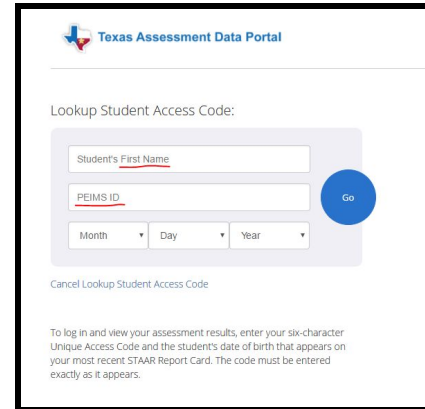 Texas Assessment Data Portal
Lookup Student Access Code:
Student's First Name
PEIMS ID
Go
Month Day Year
Cancel Lookup Student Access Code
To log in and view your assessment results, enter your six-character
Unique Access Code and the student's date of birth that appears on
your most recent STAAR Report Card. The code must be entered
exactly as it appears.